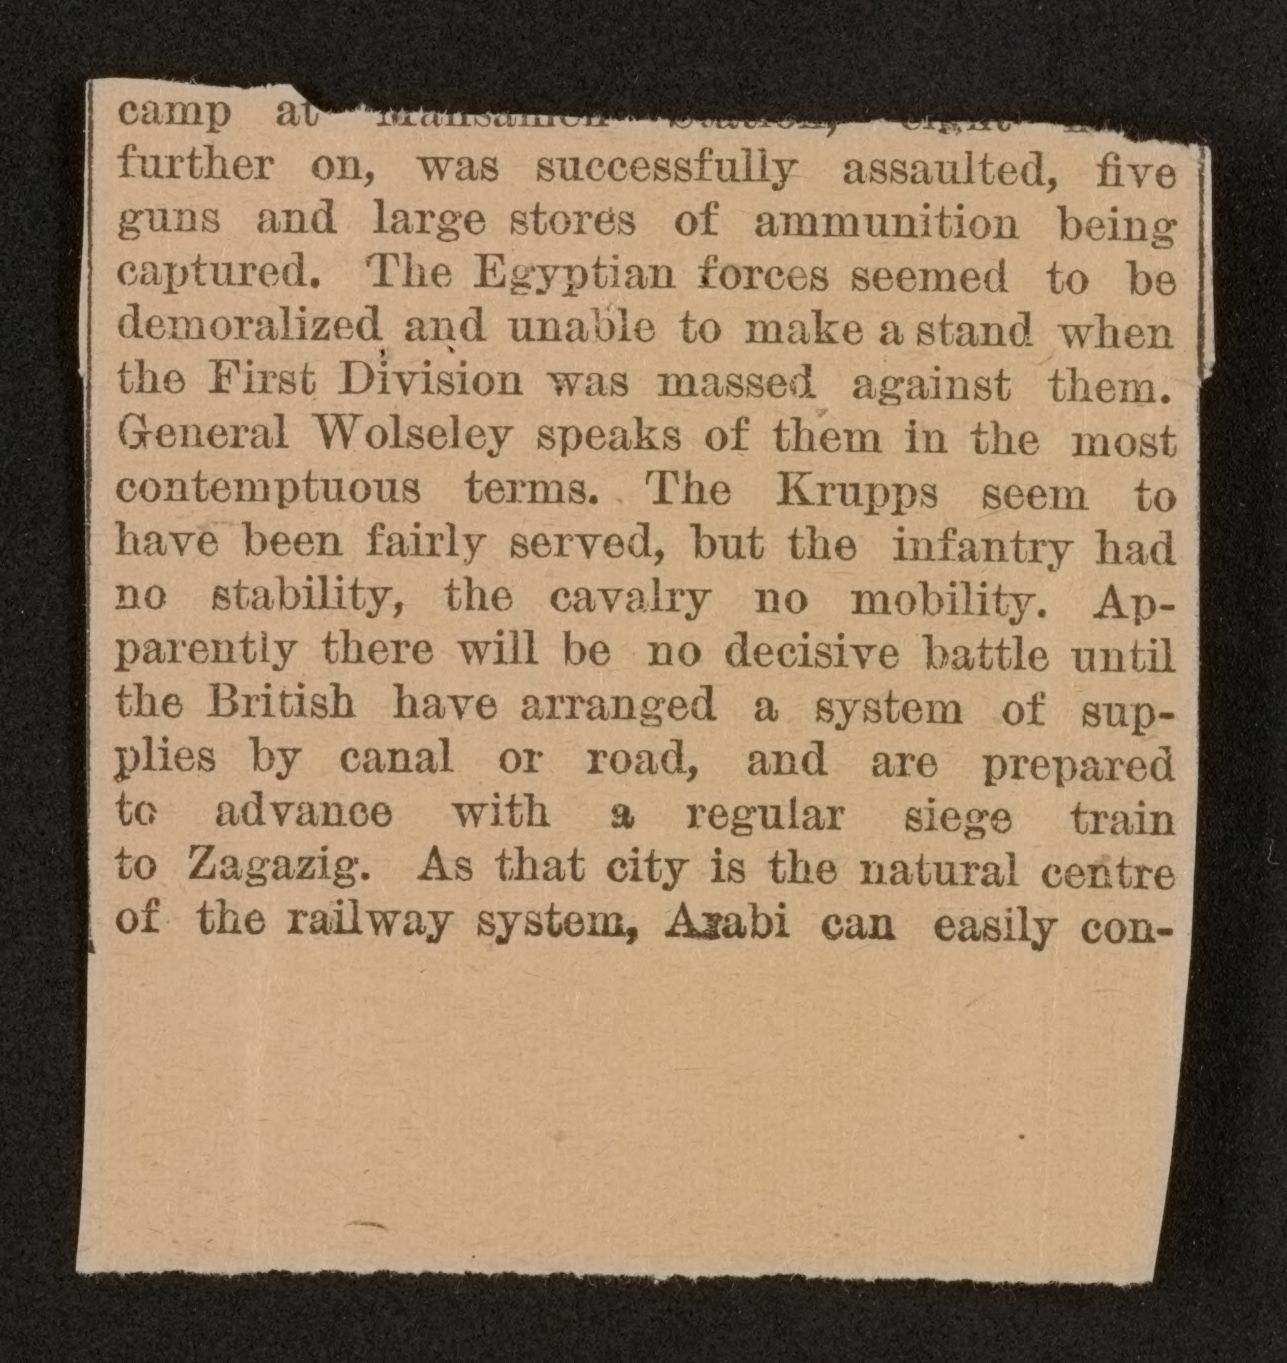 camp at Station, eight
further on, was successfully assaulted, five
guns and large stores of ammunition being
captured. The Egyptian forces seemed to be
demoralized and unable to make a stand when
the First Division was massed against them.
General Wolseley speaks of them in the most
contemptuous terms. The Krupps seem to
have been fairly served, but the infantry had
no stability, the cavalry no mobility. Ap-
parently there will be no decisive battle until
the British have arranged a system of sup-
plies by canal or road, and are prepared
to advance with a regular siege train
to Zagazig. As that city is the natural centre
of the railway system, Arabi can easily con-